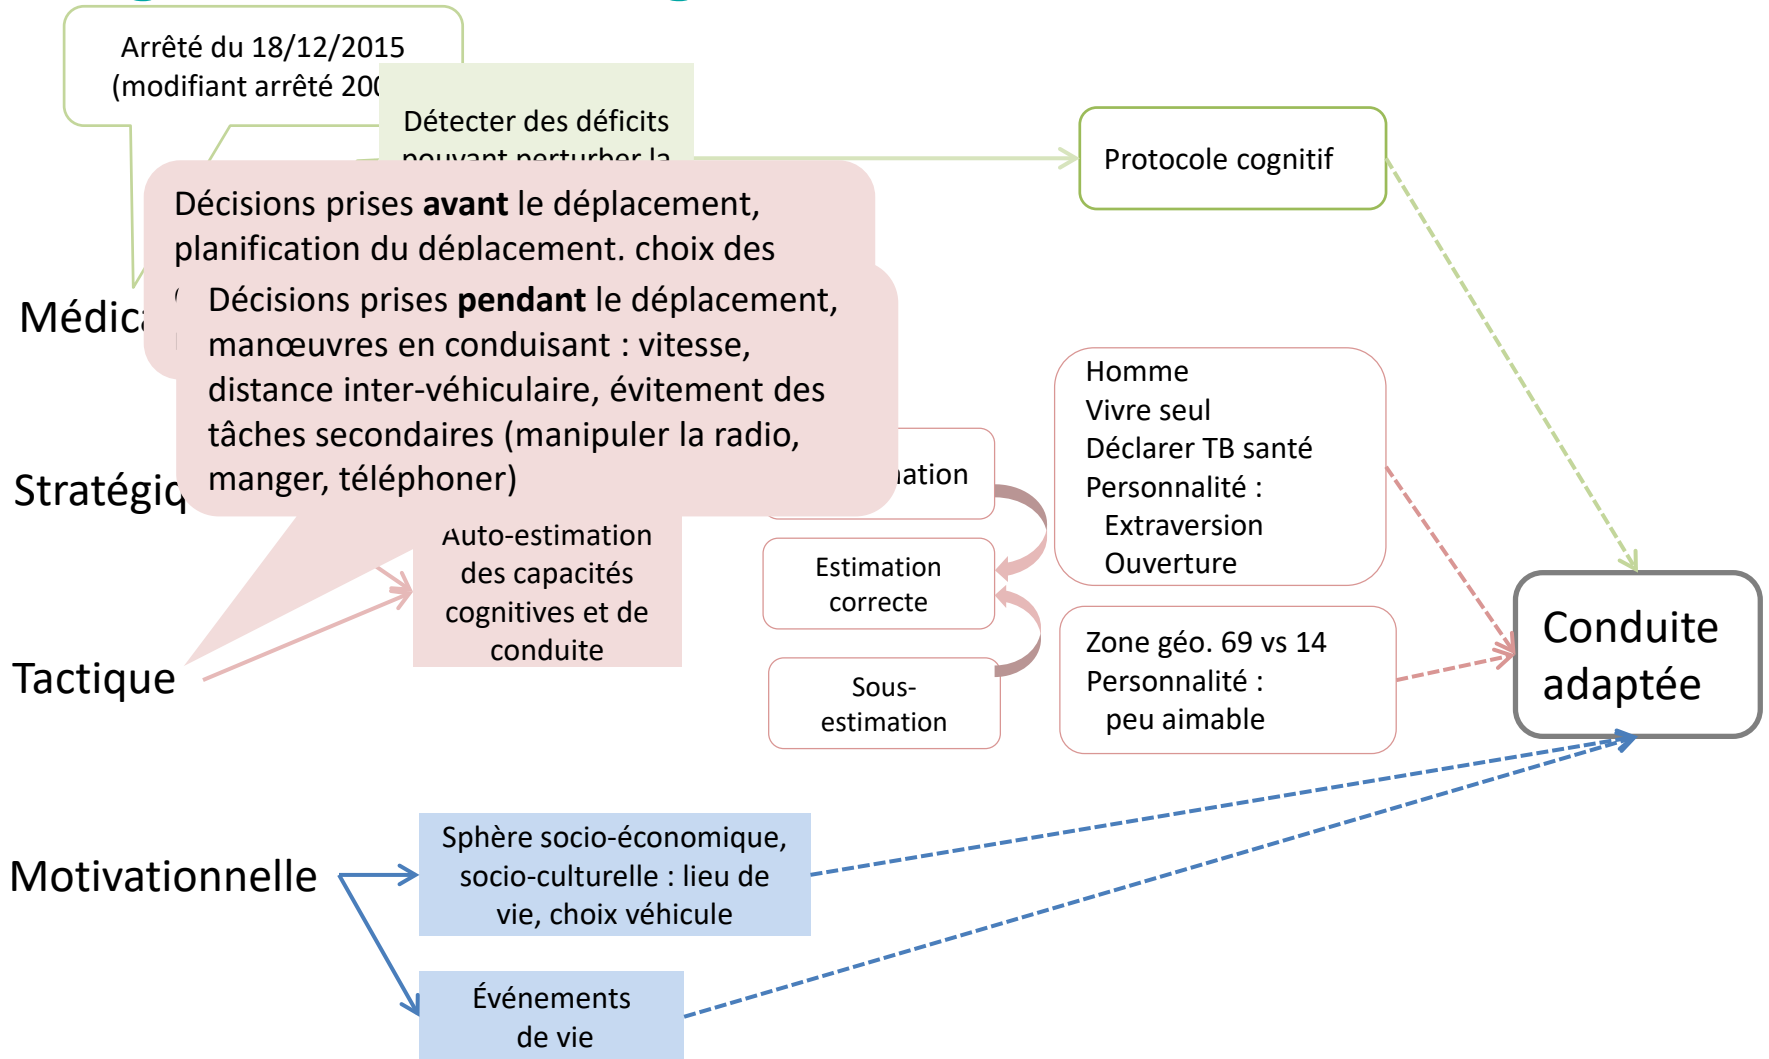 Arrêté du 18/12/2015
(modifiant arrêté
Détecter des déficits
pouvant perturber la
Protocole cognitif
Décisions prises avant le déplacement,
planification du déplacement, choix des
Décisions prises pendant le déplacement,
manœuvres en conduisant : vitesse,
distance inter-véhiculaire, évitement des
tâches secondaires (manipuler la radio,
manger, téléphoner)
Homme
Vivre seul
Déclarer TB santé
Personnalité :
Extraversion
Ouverture
Auto-estimation
des capacités
cognitives et de
conduite
Estimation
correcte
Sous-
estimation
Zone géo. 69 vs 14
Personnalité :
peu aimable
Conduite
adaptée
Tactique
Motivationnelle
Sphère socio-économique,
socio-culturelle : lieu de
vie, choix véhicule
Événements
de vie